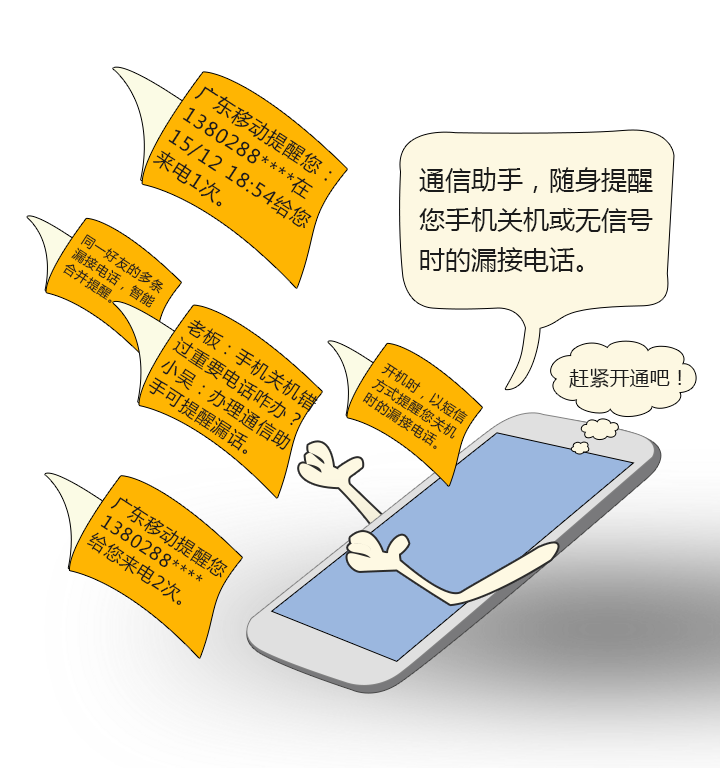 广东移动提醒您：
1380288****在
15/12 18:54给您
来电1次。
通信助手，随身提醒
您手机关机或无信号
时的漏接电话。
同一好友的多条
漏接电话，智能
合并提醒。
老板：手机关机错
过重要电话咋办？
小吴：办理通信助
手可提醒漏话。
开机时，以短信
方式提醒您关机
时的漏接电话。
赶紧开通吧！
广东移动提醒您
1380288****
给您来电2次。